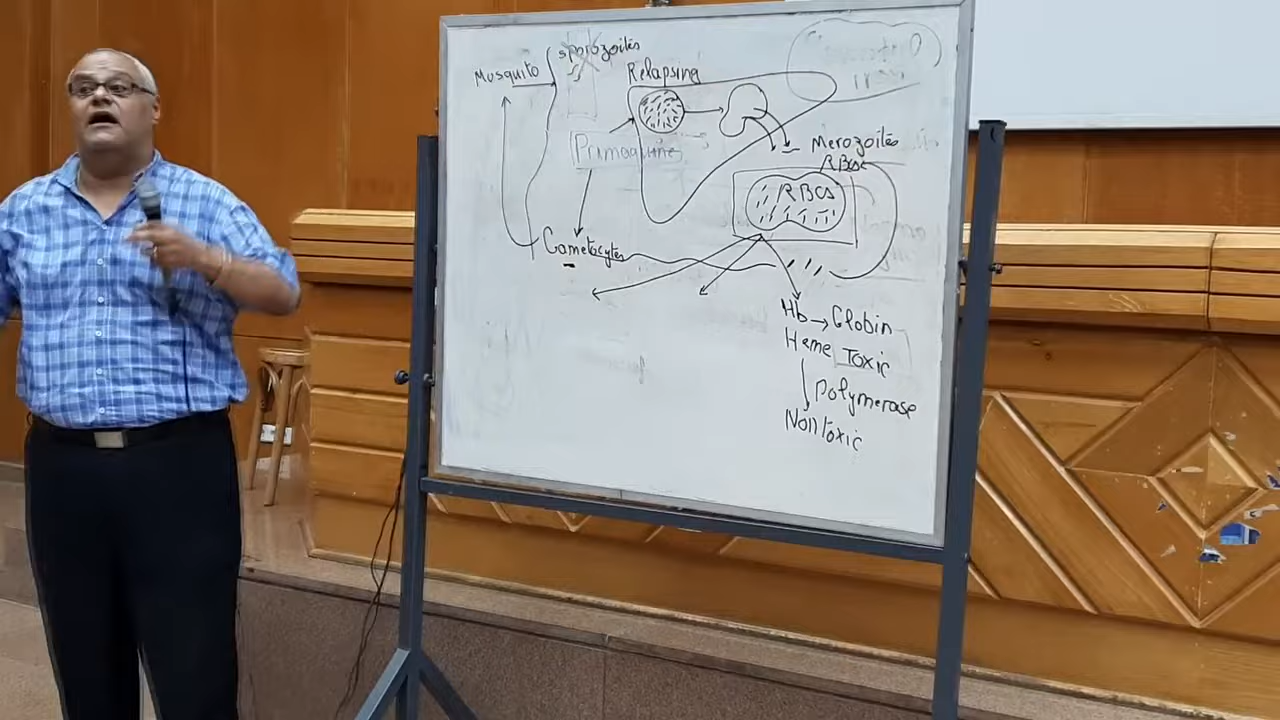 sporozoites
Mosquito
Relapsing
Primaquine
Merozoites
RBCs
RBCs
Gametocytes
Hb → Globin
Heme Toxic
Polymerase
Non toxic